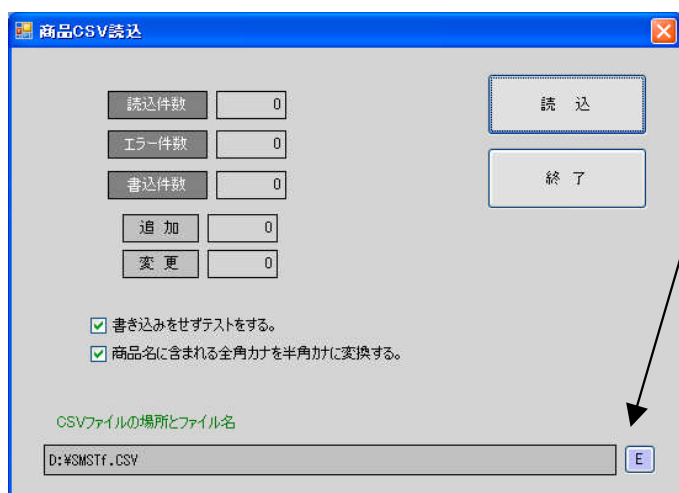 商品CSV読込
読込件数 0
読 込
エラー件数 0
書込件数 0
終 了
追 加 0
変 更 0
書き込みをせずテストをする。
商品名に含まれる全角カナを半角カナに変換する。
CSVファイルの場所とファイル名
D:¥SMSTf.CSV E